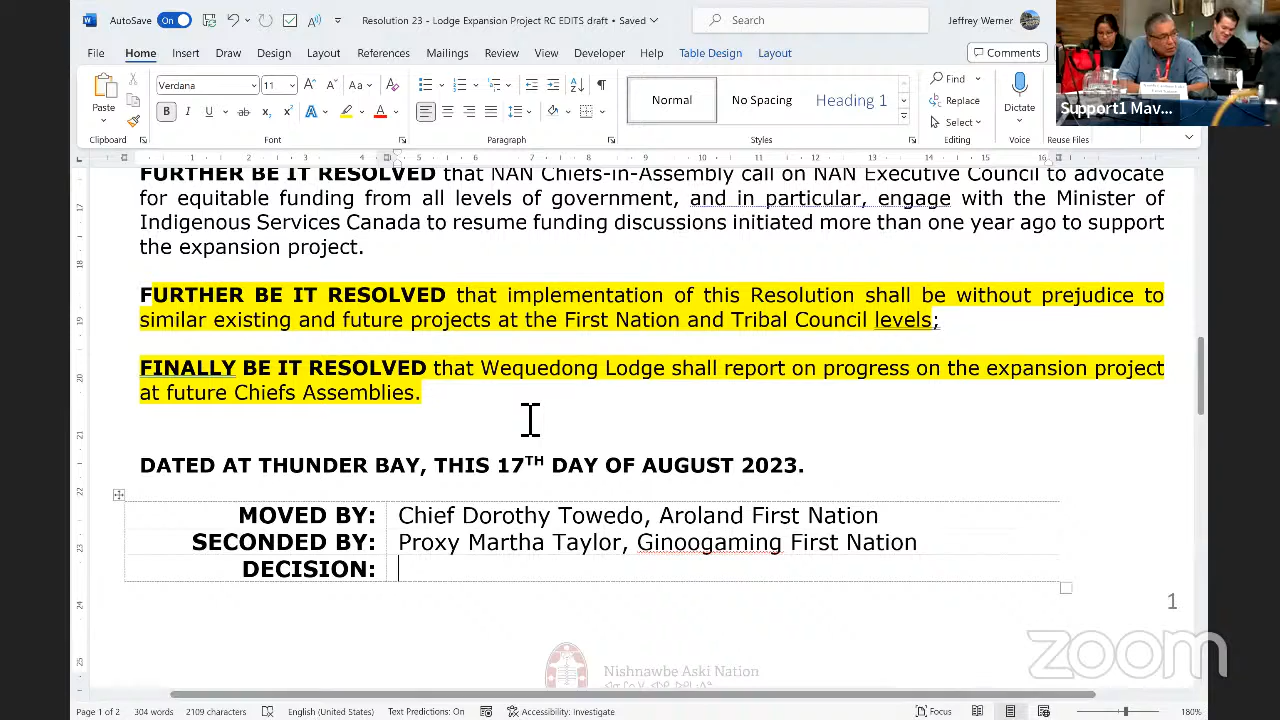 AutoSave On Resolution 23 - Lodge Expansion Project RC EDITS draft • Saved Search Jeffrey Werner
File Home Insert Draw Design Layout References Mailings Review View Developer Help Table Design Layout Comments
Verdana 11 Find
Paste Normal No Spacing Heading 1 Replace Dictate
Select
Clipboard Font Paragraph Styles Editing Voice Reuse Files
Support1 Mav...
FURTHER BE IT RESOLVED that NAN Chiefs-in-Assembly call on NAN Executive Council to advocate
for equitable funding from all levels of government, and in particular, engage with the Minister of
Indigenous Services Canada to resume funding discussions initiated more than one year ago to support
the expansion project.
FURTHER BE IT RESOLVED that implementation of this Resolution shall be without prejudice to
similar existing and future projects at the First Nation and Tribal Council levels;
FINALLY BE IT RESOLVED that Wequedong Lodge shall report on progress on the expansion project
at future Chiefs Assemblies.
DATED AT THUNDER BAY, THIS 17TH DAY OF AUGUST 2023.
MOVED BY: Chief Dorothy Towedo, Aroland First Nation
SECONDED BY: Proxy Martha Taylor, Ginoogaming First Nation
DECISION:
1
zoom
Nishnawbe Aski Nation
Page 1 of 2 304 words 2109 characters English (United States) Text Predictions: On Accessibility: Investigate Focus 180%